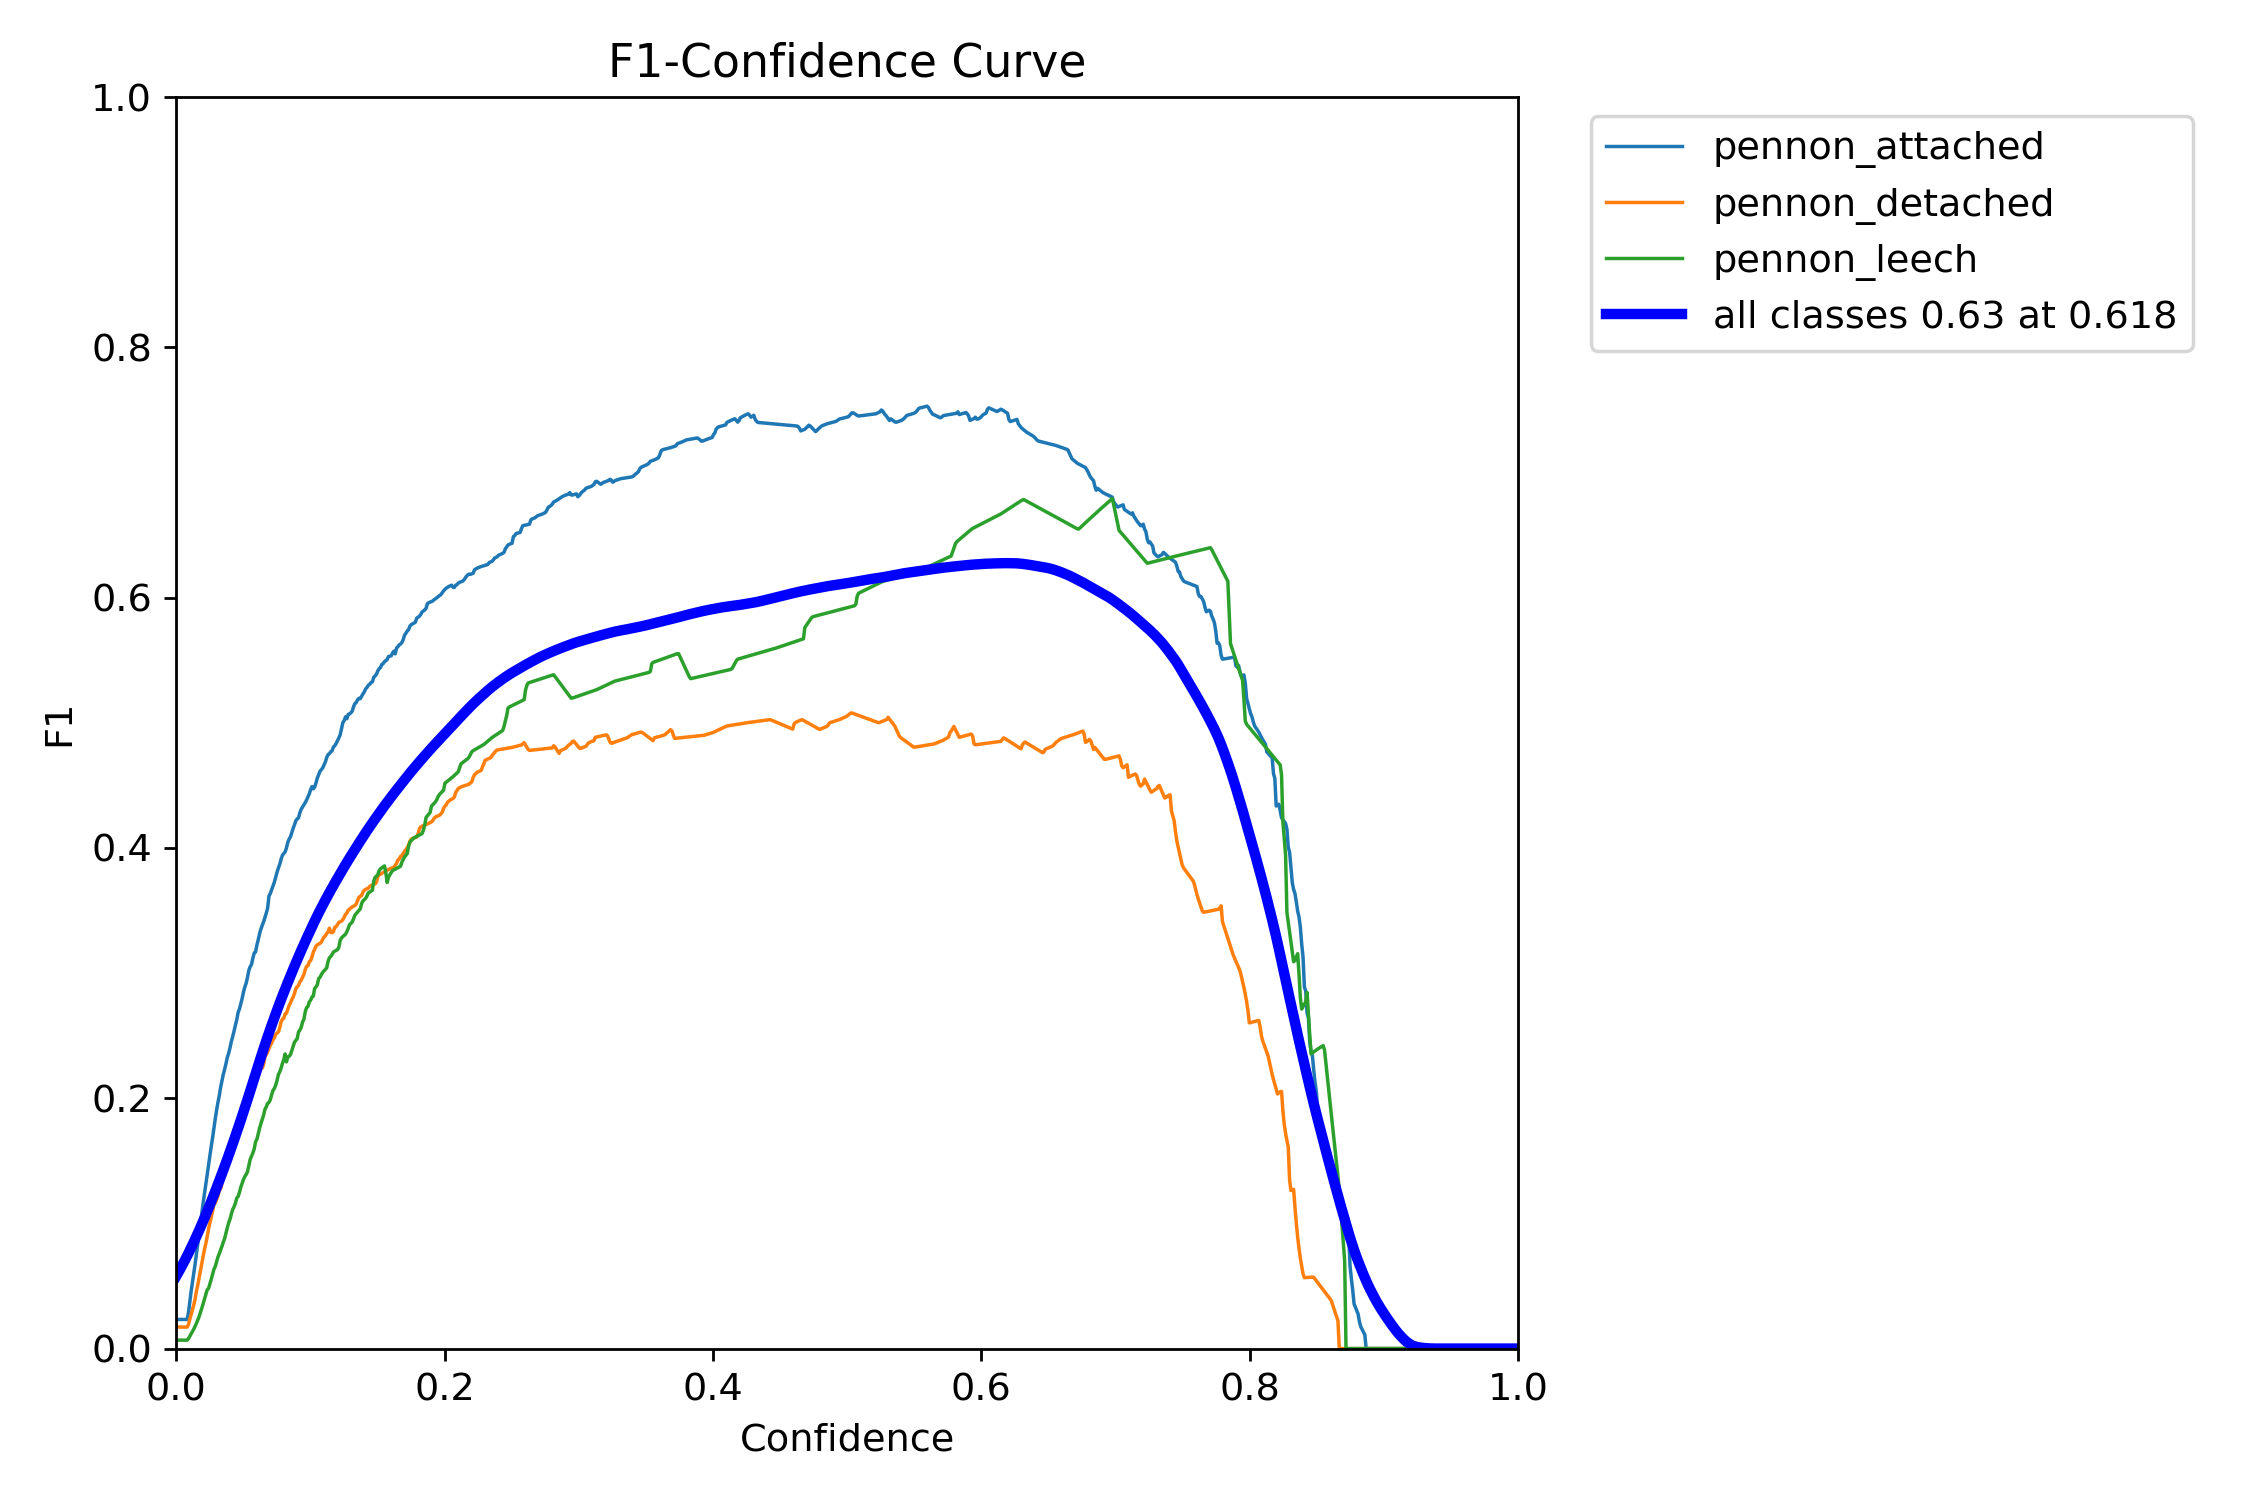 F1-Confidence Curve
1.0
0.8
0.6
0.4
0.2
0.0
F1
0.0 0.2 0.4 0.6 0.8 1.0
Confidence
pennon_attached
pennon_detached
pennon_leech
all classes 0.63 at 0.618